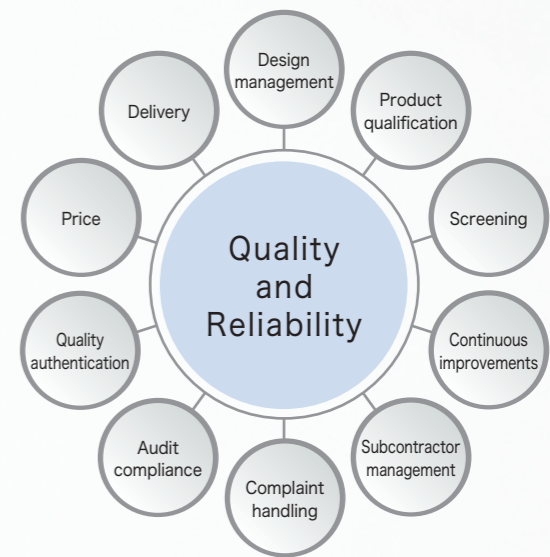 Design
management
Product
qualification
Screening
Continuous
improvements
Subcontractor
management
Complaint
handling
Audit
compliance
Quality
authentication
Price
Delivery
Quality
and
Reliability